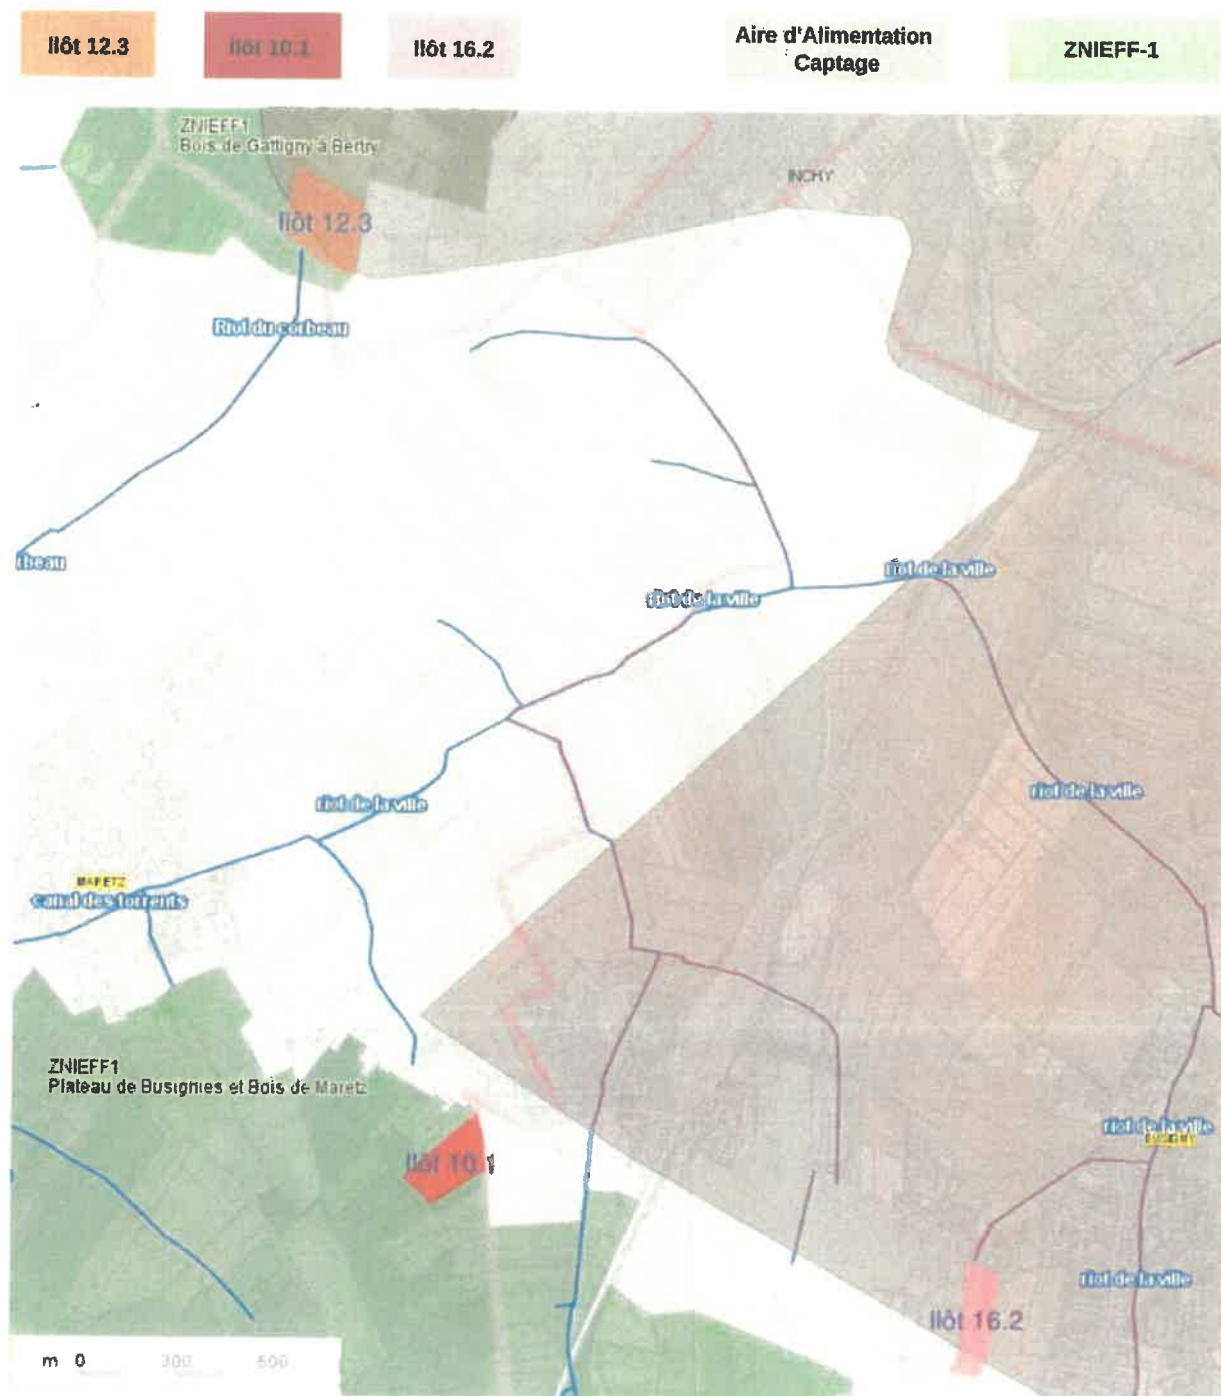 Ilôt 12.3
Ilôt 10.1
Ilôt 16.2
Aire d'Alimentation
Captage
ZNIEFF-1
ZNIEFF1
Bois de Gattigny à Bertry
INCHY
Ilôt 12.3
Riot du corbeau
rbeau
riot de la ville
riot de la ville
riot de la ville
riot de la ville
MARETZ
canal des torrents
ZNIEFF1
Plateau de Busignies et Bois de Maretz
riot de la ville
BUSIGNY
Ilôt 10.1
riot de la ville
Ilôt 16.2
m 0 300 600